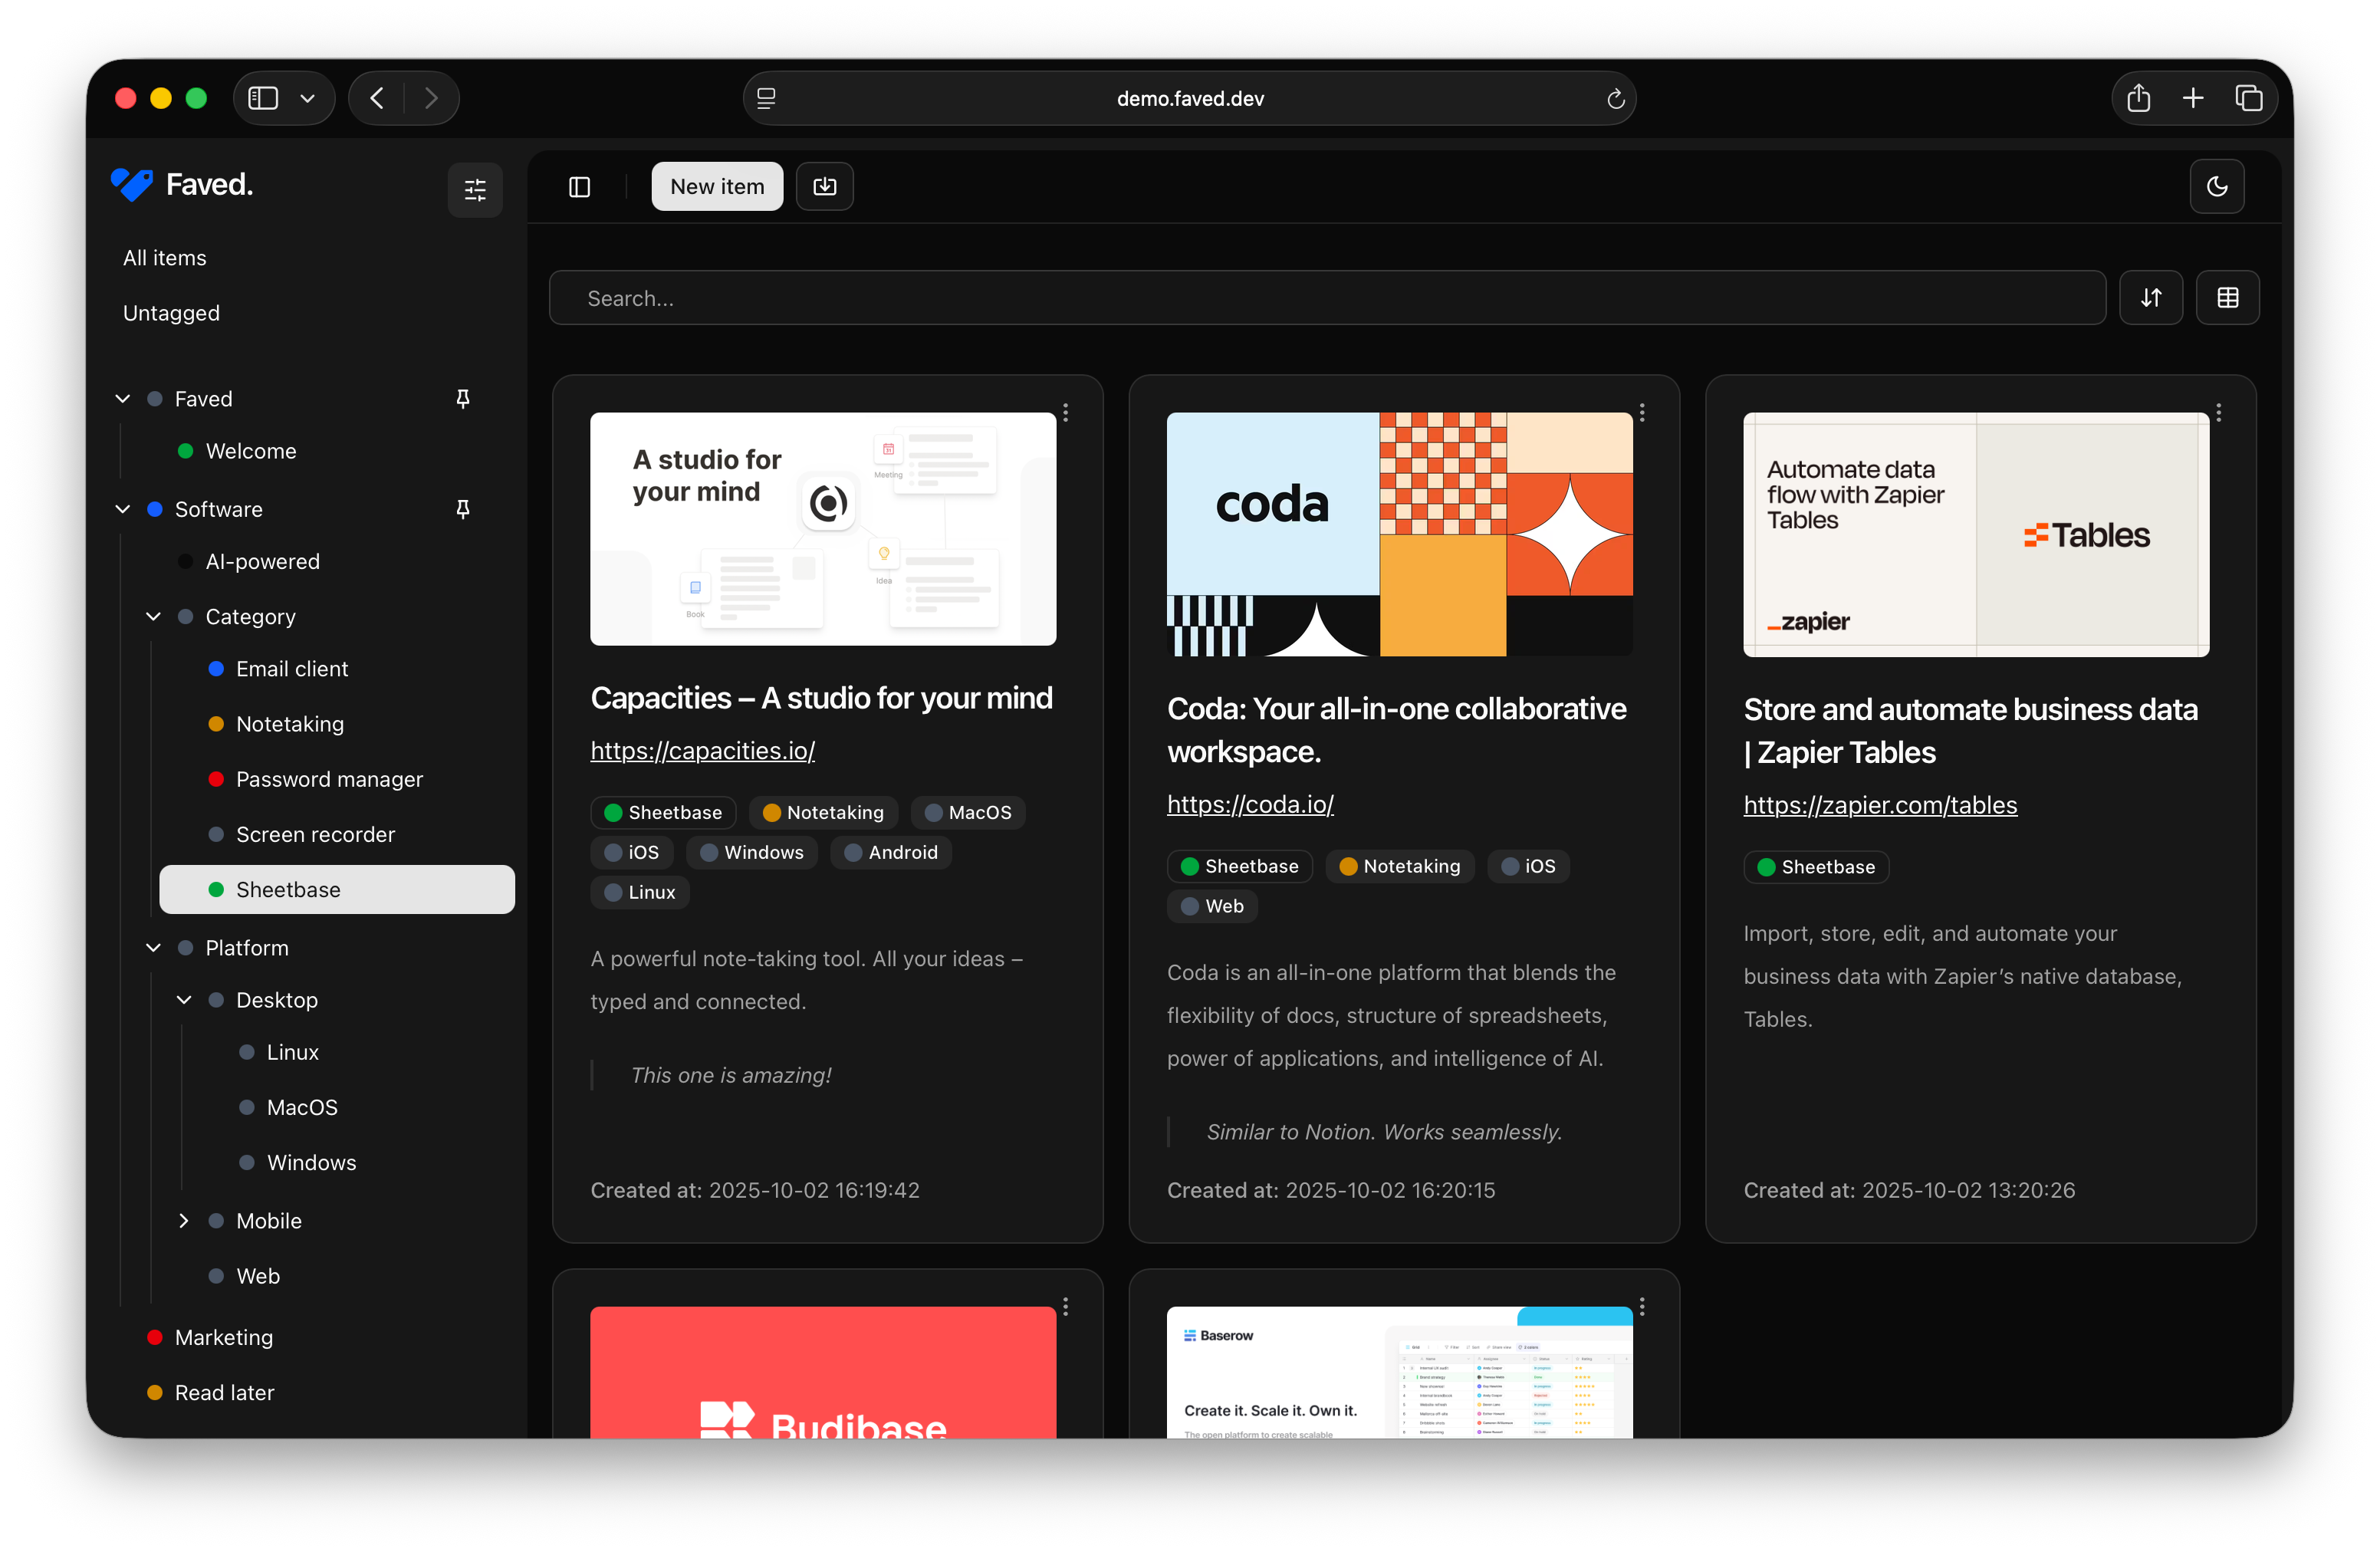 demo.faved.dev
Faved.
New item
All items
Untagged
Faved
Welcome
Software
AI-powered
Category
Email client
Notetaking
Password manager
Screen recorder
Sheetbase
Platform
Desktop
Linux
MacOS
Windows
Mobile
Web
Marketing
Read later
Search...
A studio for
your mind
Meeting
Idea
Book
Capacities – A studio for your mind
https://capacities.io/
Sheetbase Notetaking MacOS
iOS Windows Android
Linux
A powerful note-taking tool. All your ideas –
typed and connected.
This one is amazing!
Created at: 2025-10-02 16:19:42
coda
Coda: Your all-in-one collaborative
workspace.
https://coda.io/
Sheetbase Notetaking iOS
Web
Coda is an all-in-one platform that blends the
flexibility of docs, structure of spreadsheets,
power of applications, and intelligence of AI.
Similar to Notion. Works seamlessly.
Created at: 2025-10-02 16:20:15
Automate data
flow with Zapier
Tables
Tables
_zapier
Store and automate business data
| Zapier Tables
https://zapier.com/tables
Sheetbase
Import, store, edit, and automate your
business data with Zapier’s native database,
Tables.
Created at: 2025-10-02 13:20:26
Budibase
Baserow
Create it. Scale it. Own it.
The open platform to create scalable